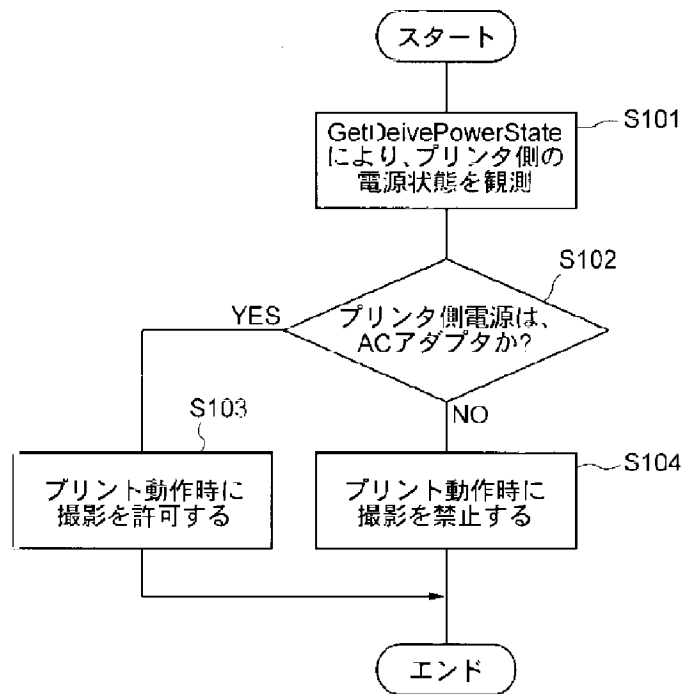 スタート
GetDeivePowerState
により、プリンタ側の
電源状態を観測
S101
S102
プリンタ側電源は、
ACアダプタか?
YES
NO
S103
プリント動作時に
撮影を許可する
S104
プリント動作時に
撮影を禁止する
エンド